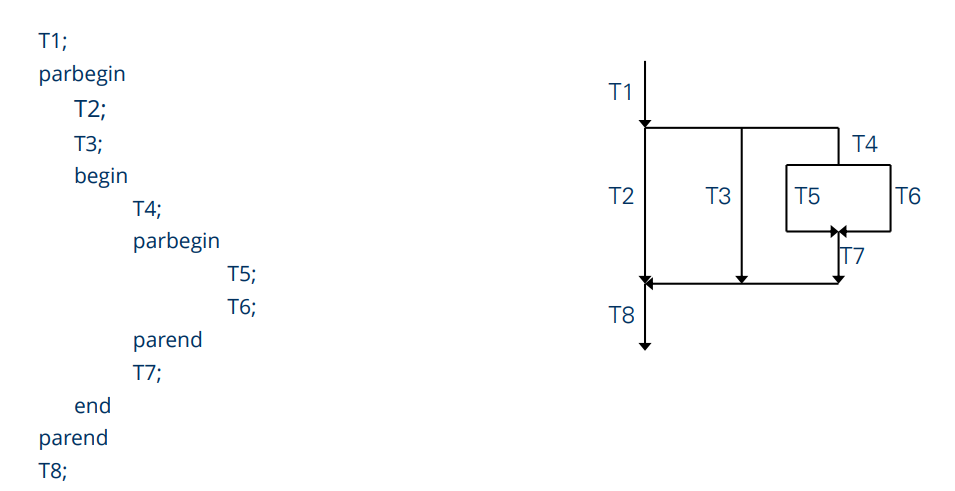 T1;
parbegin
T2;
T3;
begin
T4;
parbegin
T5;
T6;
parend
T7;
end
parend
T8;
T1
T4
T2
T3
T5
T6
T7
T8